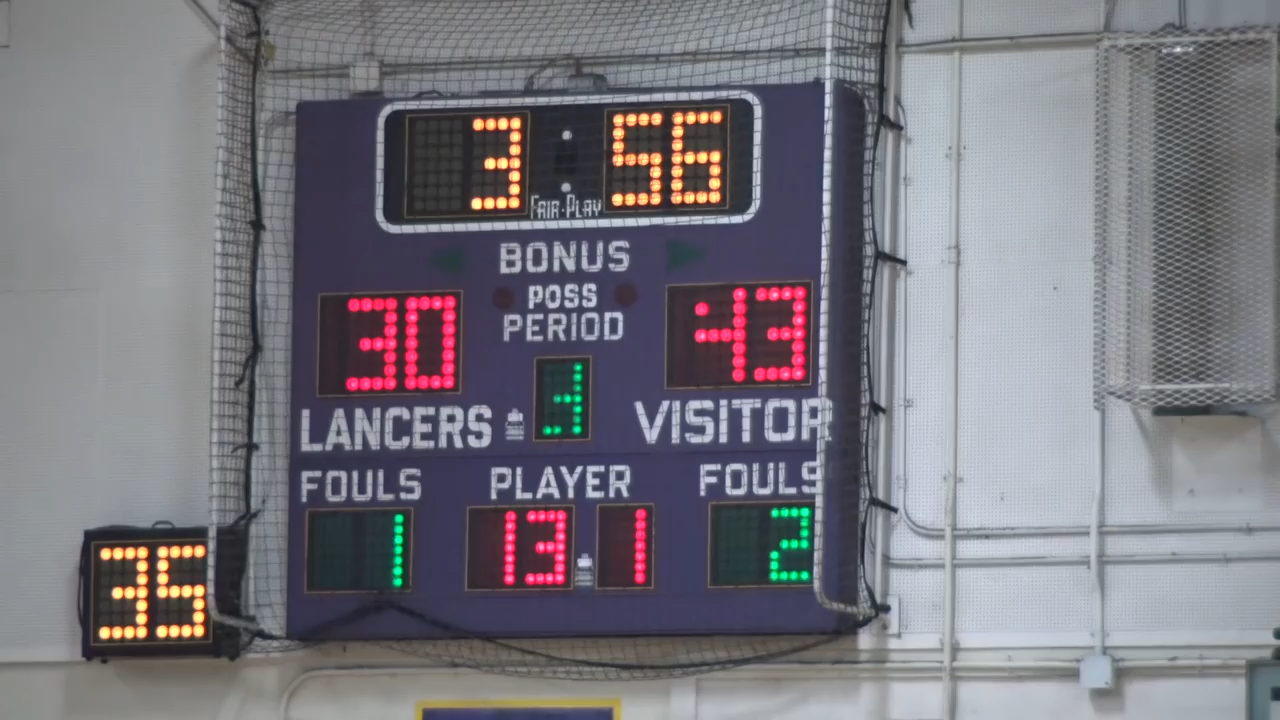 3 56
FAIR-PLAY
BONUS
POSS
30 43
PERIOD
3
LANCERS VISITOR
FOULS PLAYER FOULS
1 13 1 2
35